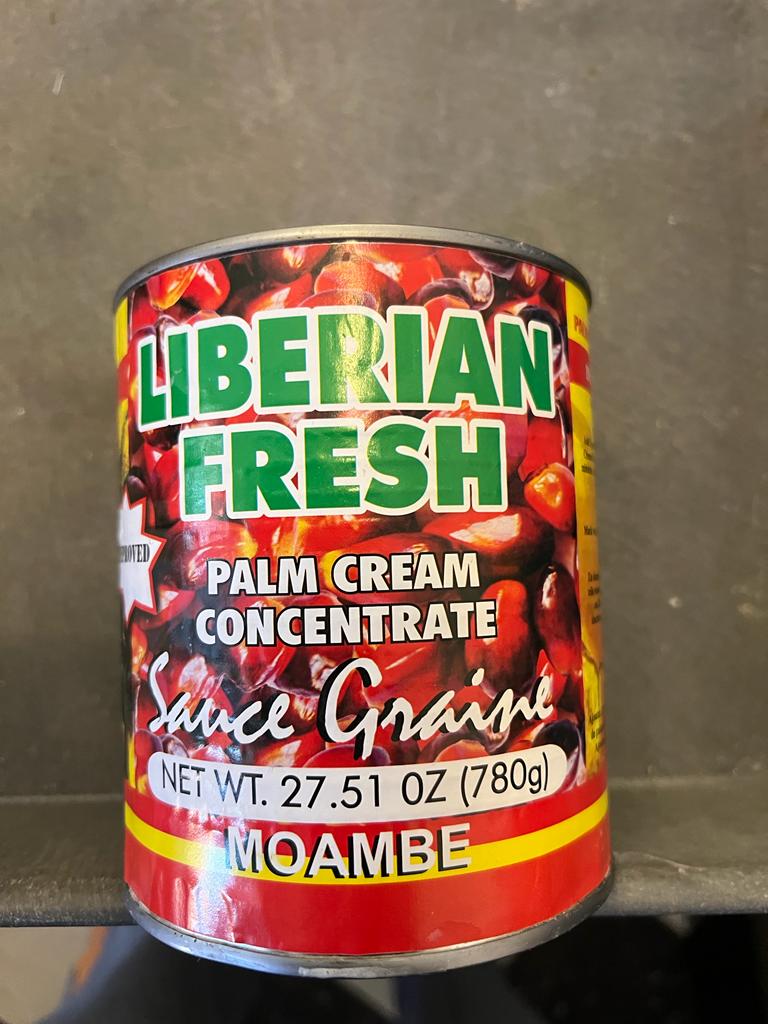 LIBERIAN
FRESH
PALM CREAM
CONCENTRATE
Sauce Graine
NET WT. 27.51 OZ (780g)
MOAMBE